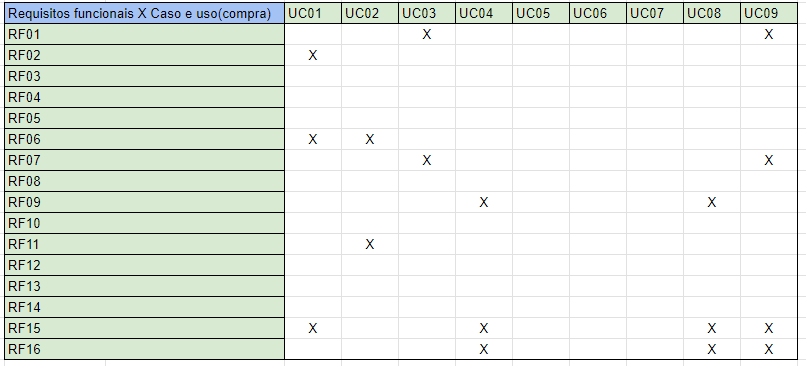 Requisitos funcionais X Caso e uso(compra) UC01 UC02 UC03 UC04 UC05 UC06 UC07 UC08 UC09
RF01 X X
RF02 X
RF03
RF04
RF05
RF06 X X
RF07 X X
RF08
RF09 X X
RF10
RF11 X
RF12
RF13
RF14
RF15 X X X X
RF16 X X X